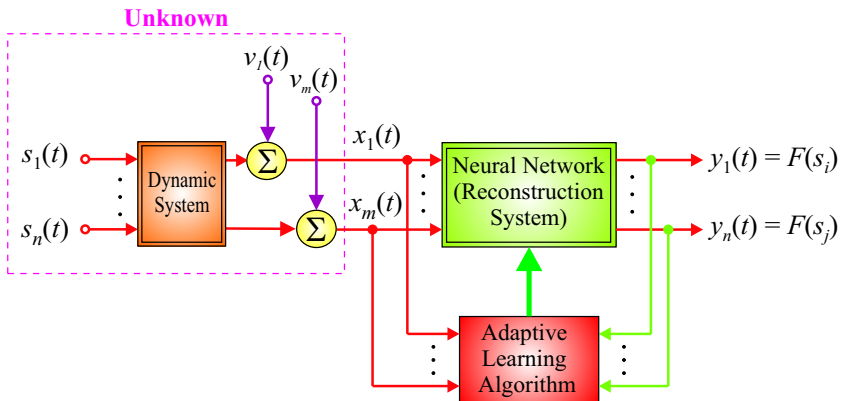 Unknown
v₁(t)
vₘ(t)
s₁(t)
sₙ(t)
Dynamic
System
Σ
Σ
x₁(t)
xₘ(t)
Neural Network
(Reconstruction
System)
y₁(t) = F(sᵢ)
yₙ(t) = F(sⱼ)
Adaptive
Learning
Algorithm